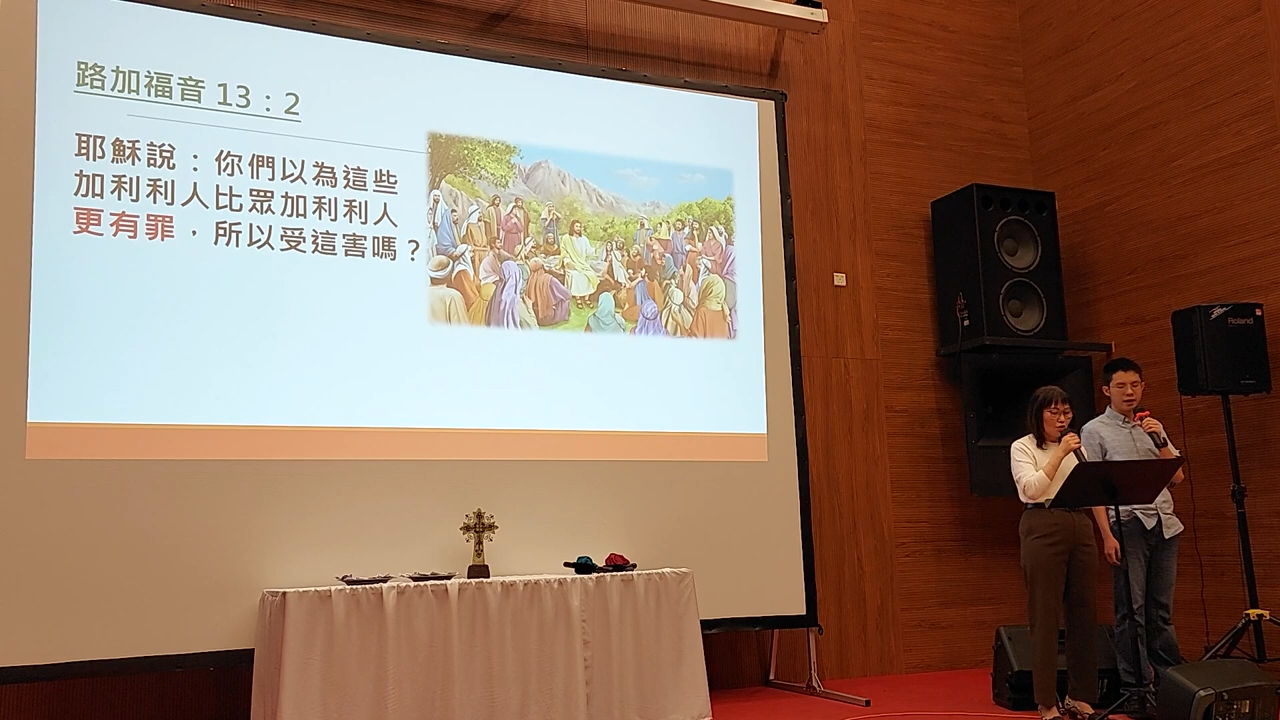 路加福音 13：2
耶穌說：你們以為這些
加利利人比眾加利利人
更有罪，所以受這害嗎？
Roland